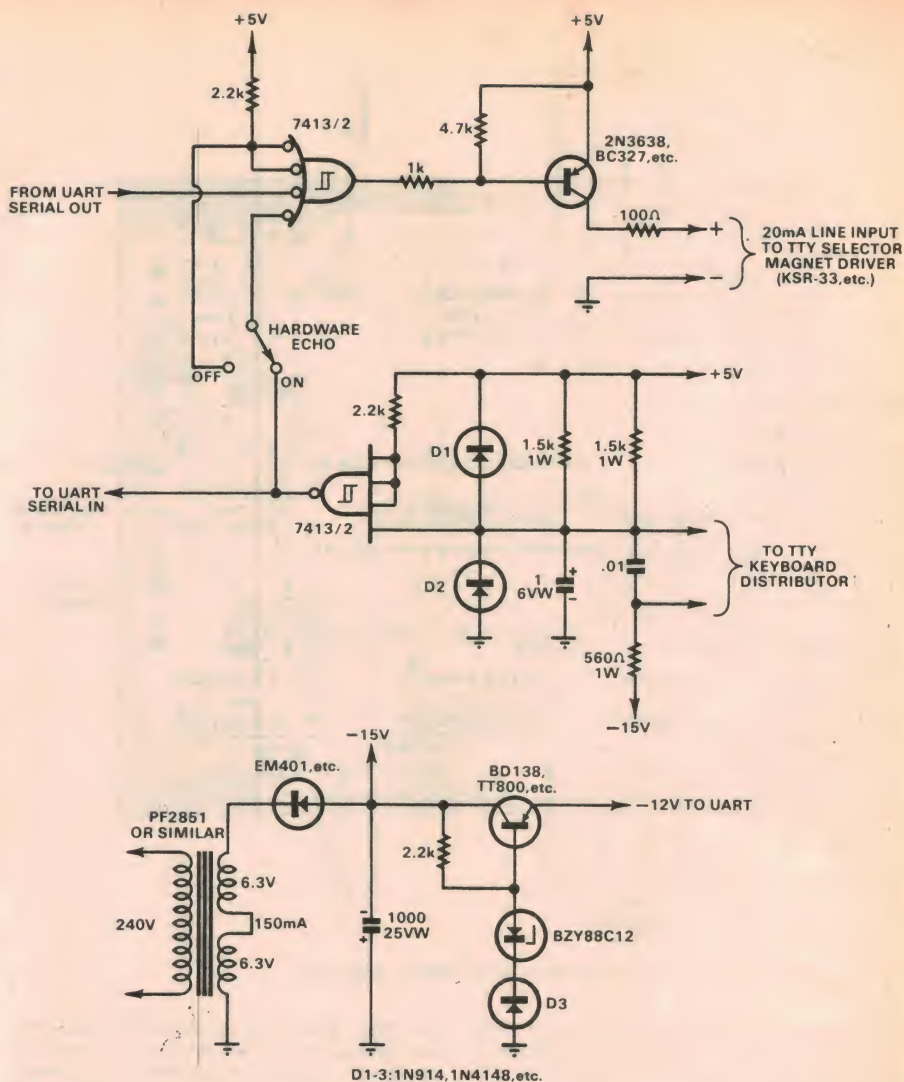 +5V
+5V
2.2k
7413/2
4.7k
2N3638,
BC327,etc.
1k
FROM UART
SERIAL OUT
100Ω
+
20mA LINE INPUT
TO TTY SELECTOR
MAGNET DRIVER
(KSR-33,etc.)
−
HARDWARE
ECHO
OFF
ON
+5V
2.2k
D1
1.5k
1W
1.5k
1W
TO UART
SERIAL IN
7413/2
D2
1
6VW
+
-
.01
TO TTY
KEYBOARD
DISTRIBUTOR
560Ω
1W
−15V
EM401,etc.
−15V
BD138,
TT800,etc.
−12V TO UART
PF2851
OR SIMILAR
2.2k
6.3V
240V
150mA
6.3V
-
1000
25VW
+
BZY88C12
D3
D1-3:1N914,1N4148,etc.